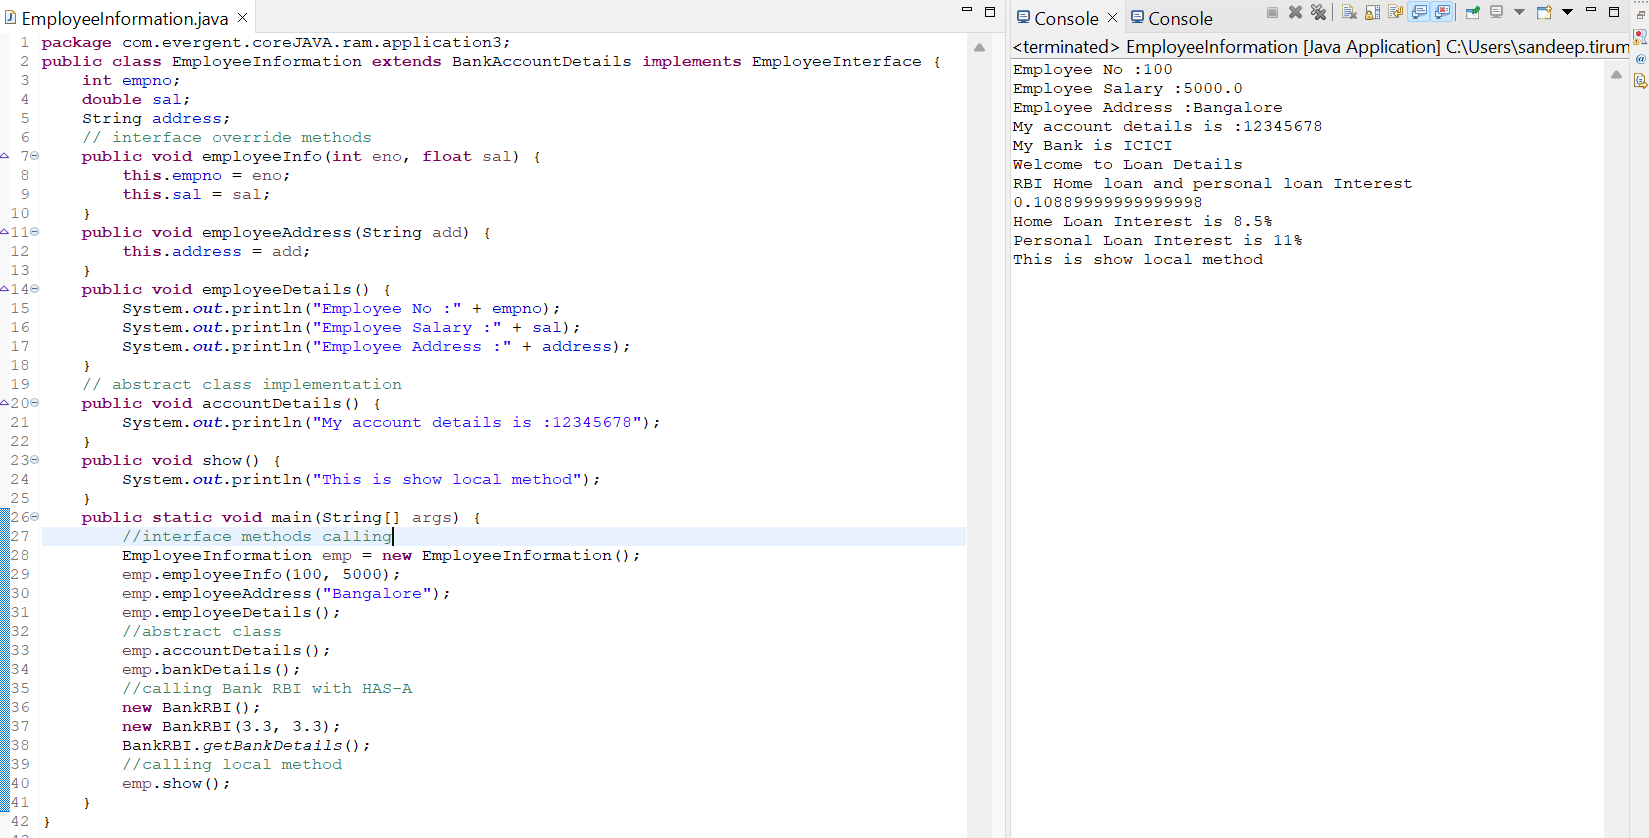 EmployeeInformation.java
1 package com.evergent.coreJAVA.ram.application3;
2 public class EmployeeInformation extends BankAccountDetails implements EmployeeInterface {
3     int empno;
4     double sal;
5     String address;
6     // interface override methods
7     public void employeeInfo(int eno, float sal) {
8         this.empno = eno;
9         this.sal = sal;
10     }
11     public void employeeAddress(String add) {
12         this.address = add;
13     }
14     public void employeeDetails() {
15         System.out.println("Employee No :" + empno);
16         System.out.println("Employee Salary :" + sal);
17         System.out.println("Employee Address :" + address);
18     }
19     // abstract class implementation
20     public void accountDetails() {
21         System.out.println("My account details is :12345678");
22     }
23     public void show() {
24         System.out.println("This is show local method");
25     }
26     public static void main(String[] args) {
27         //interface methods calling
28         EmployeeInformation emp = new EmployeeInformation();
29         emp.employeeInfo(100, 5000);
30         emp.employeeAddress("Bangalore");
31         emp.employeeDetails();
32         //abstract class
33         emp.accountDetails();
34         emp.bankDetails();
35         //calling Bank RBI with HAS-A
36         new BankRBI();
37         new BankRBI(3.3, 3.3);
38         BankRBI.getBankDetails();
39         //calling local method
40         emp.show();
41     }
42 }
Console Console
<terminated> EmployeeInformation [Java Application] C:\Users\sandeep.tirum
Employee No :100
Employee Salary :5000.0
Employee Address :Bangalore
My account details is :12345678
My Bank is ICICI
Welcome to Loan Details
RBI Home loan and personal loan Interest
0.10889999999999998
Home Loan Interest is 8.5%
Personal Loan Interest is 11%
This is show local method